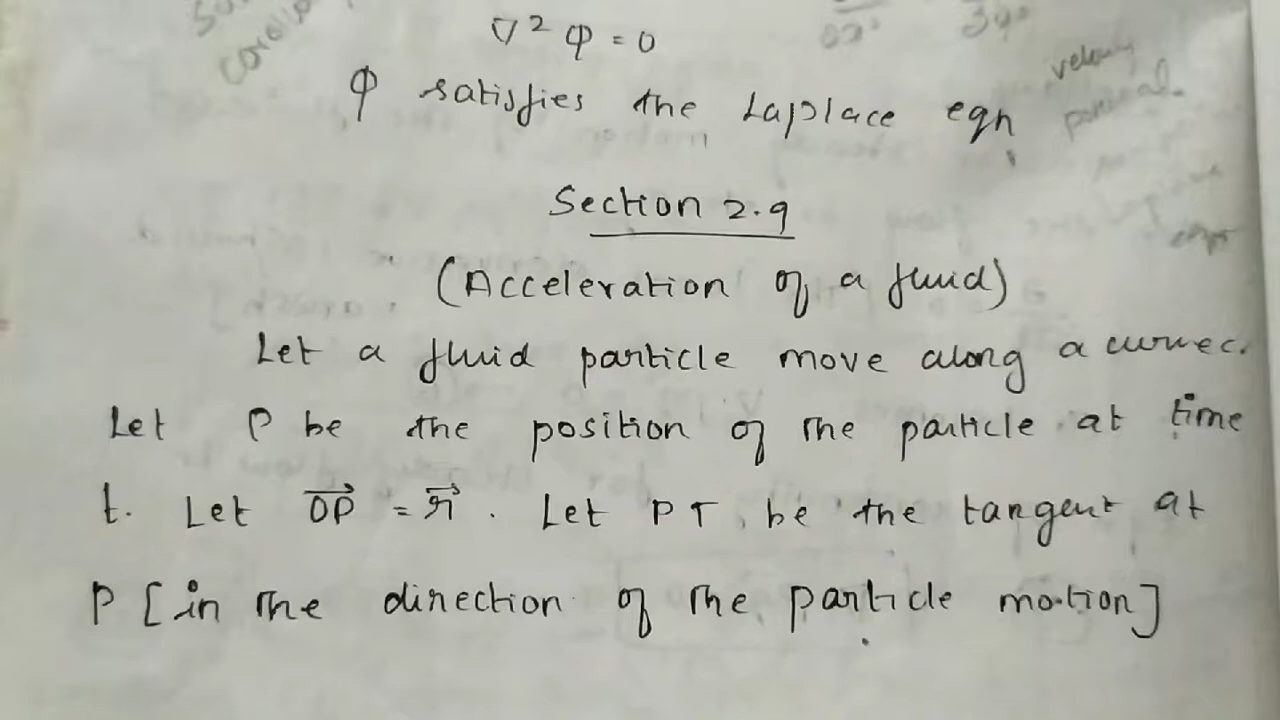 ∇² φ = 0
φ satisfies the Laplace eqn
Section 2.9
(Acceleration of a fluid)
Let a fluid particle move along a curve c.
Let P be the position of the particle at time
t. Let OP⃗ = r⃗. Let PT be the tangent at
P [in the direction of the particle motion]